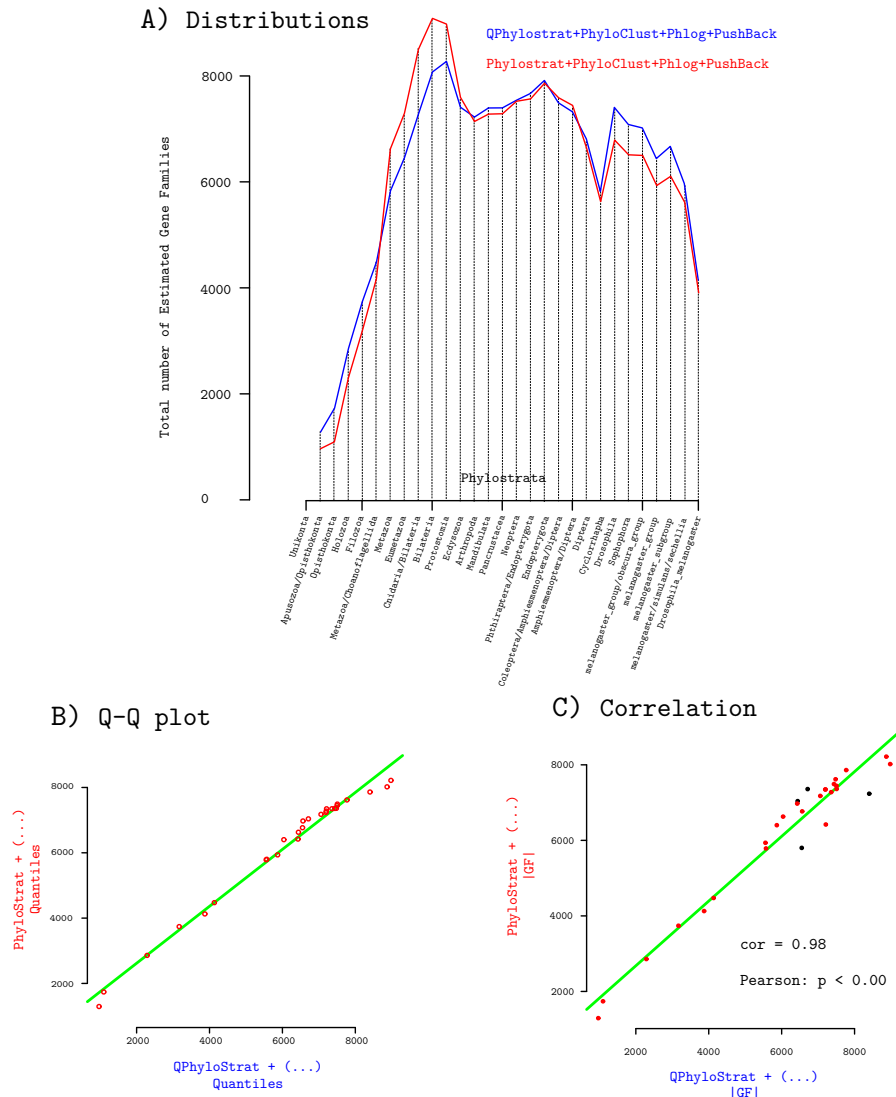 A) Distributions
QPhylostrat+PhyloClust+Phlog+PushBack
Phylostrat+PhyloClust+Phlog+PushBack
Total number of Estimated Gene Families
8000
6000
4000
2000
0
Phylostrata
Unikonta
Apusozoa/Opisthokonta
Opisthokonta
Holozoa
Filozoa
Metazoa/Choanoflagellida
Metazoa
Eumetazoa
Cnidaria/Bilateria
Bilateria
Protostomia
Ecdysozoa
Arthropoda
Mandibulata
Pancrustacea
Neoptera
Phthiraptera/Endopterygota
Endopterygota
Coleoptera/Amphiesmenoptera/Diptera
Amphiesmenoptera/Diptera
Diptera
Cyclorrhapha
Drosophila
Sophophora
melanogaster_group/obscura_group
melanogaster_group
melanogaster_subgroup
melanogaster/simulans/sechellia
Drosophila_melanogaster
B) Q-Q plot
PhyloStrat + (...)
Quantiles
8000
6000
4000
2000
2000 4000 6000 8000
QPhyloStrat + (...)
Quantiles
C) Correlation
PhyloStrat + (...)
|GF|
8000
6000
4000
2000
cor = 0.98
Pearson: p < 0.00
2000 4000 6000 8000
QPhyloStrat + (...)
|GF|